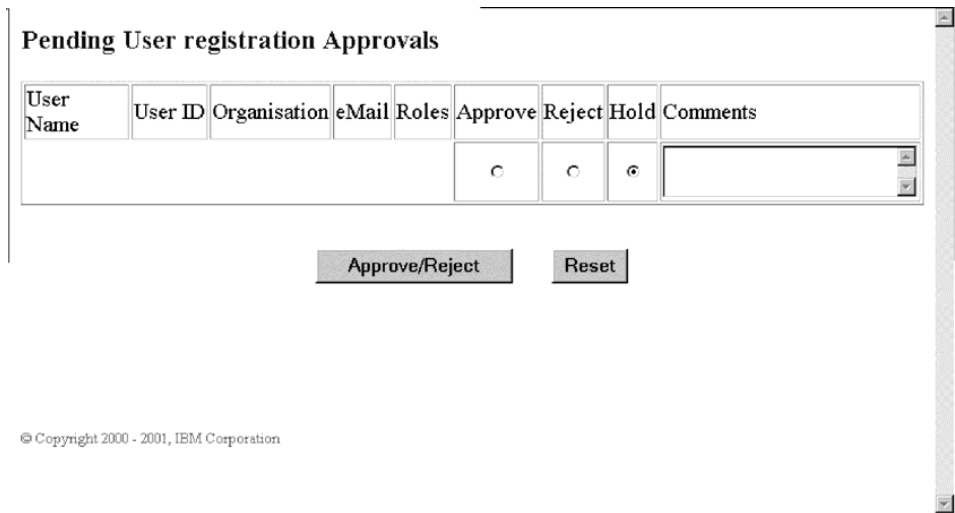 Pending User registration Approvals
User Name User ID Organisation eMail Roles Approve Reject Hold Comments
Approve/Reject Reset
© Copyright 2000 - 2001, IBM Corporation